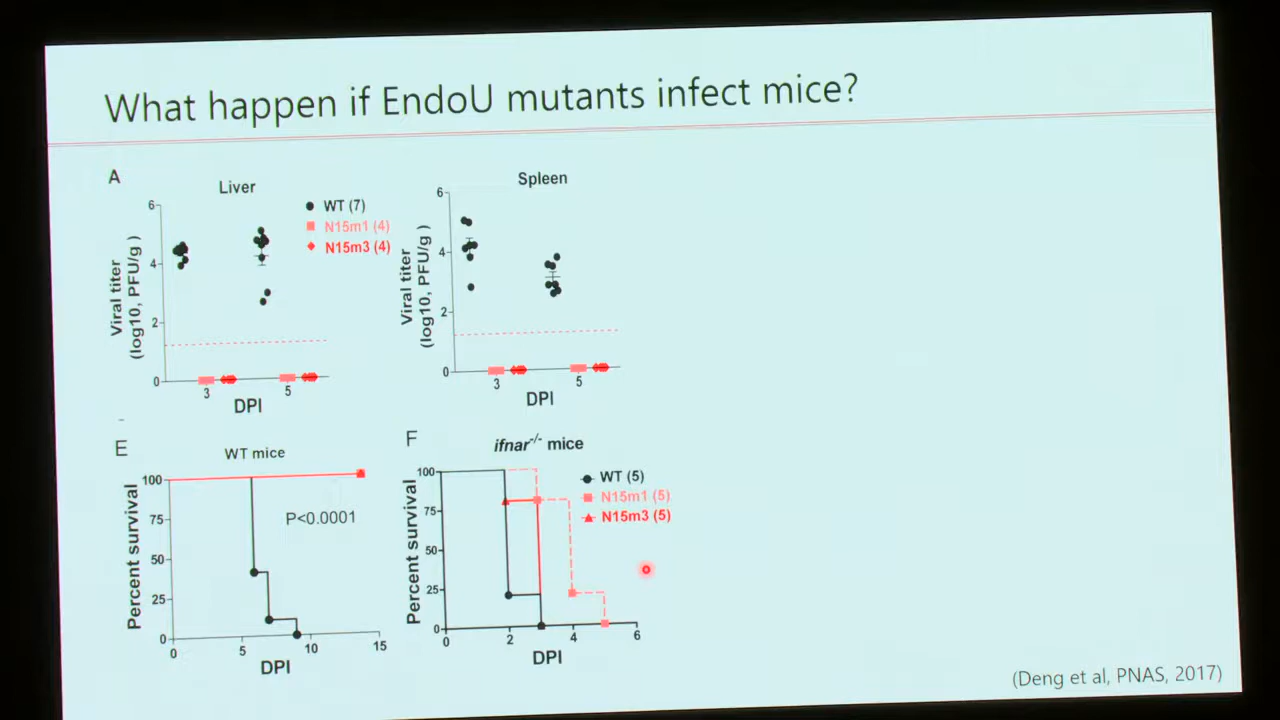 What happen if EndoU mutants infect mice?
A
Liver
Spleen
6
4
2
0
Viral titer
(log10, PFU/g )
WT (7)
N15m1 (4)
N15m3 (4)
3
5
DPI
6
4
2
0
Viral titer
(log10, PFU/g )
3
5
DPI
E
WT mice
100
75
50
25
0
Percent survival
P<0.0001
0
5
10
15
DPI
F
ifnar-/- mice
100
75
50
25
0
Percent survival
WT (5)
N15m1 (5)
N15m3 (5)
0
2
4
6
DPI
(Deng et al, PNAS, 2017)